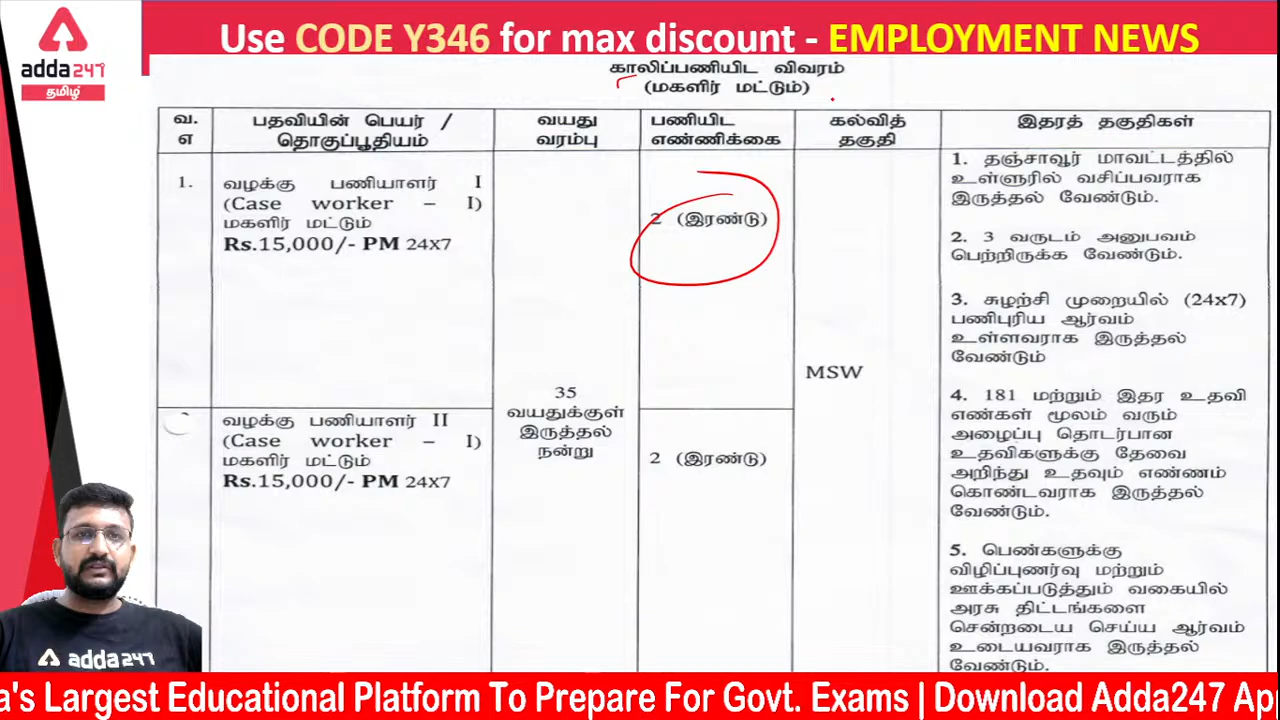 Use CODE Y346 for max discount - EMPLOYMENT NEWS
adda247
தமிழ்
காலிப்பணியிட விவரம்
(மகளிர் மட்டும்)
வ.
எ
பதவியின் பெயர் /
தொகுப்பூதியம்
வயது
வரம்பு
பணியிட
எண்ணிக்கை
கல்வித்
தகுதி
இதரத் தகுதிகள்
1.
வழக்கு பணியாளர் I
(Case worker – I)
மகளிர் மட்டும்
Rs.15,000/- PM 24X7
2 (இரண்டு)
வழக்கு பணியாளர் II
(Case worker – I)
மகளிர் மட்டும்
Rs.15,000/- PM 24X7
35
வயதுக்குள்
இருத்தல்
நன்று
2 (இரண்டு)
MSW
1. தஞ்சாவூர் மாவட்டத்தில்
உள்ளுரில் வசிப்பவராக
இருத்தல் வேண்டும்.
2. 3 வருடம் அனுபவம்
பெற்றிருக்க வேண்டும்.
3. சுழற்சி முறையில் (24x7)
பணிபுரிய ஆர்வம்
உள்ளவராக இருத்தல்
வேண்டும்
4. 181 மற்றும் இதர உதவி
எண்கள் மூலம் வரும்
அழைப்பு தொடர்பான
உதவிகளுக்கு தேவை
அறிந்து உதவும் எண்ணம்
கொண்டவராக இருத்தல்
வேண்டும்.
5. பெண்களுக்கு
விழிப்புணர்வு மற்றும்
ஊக்கப்படுத்தும் வகையில்
அரசு திட்டங்களை
சென்றடைய செய்ய ஆர்வம்
உடையவராக இருத்தல்
வேண்டும்.
adda247
a's Largest Educational Platform To Prepare For Govt. Exams | Download Adda247 Ap